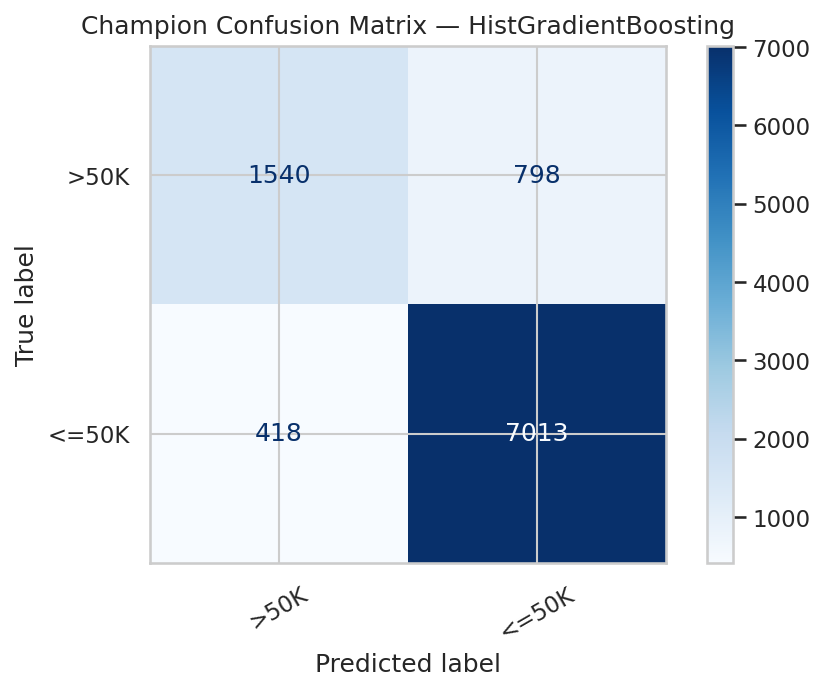 Champion Confusion Matrix — HistGradientBoosting
7000
6000
5000
4000
3000
2000
1000
True label
>50K
1540
798
<=50K
418
7013
>50K
<=50K
Predicted label